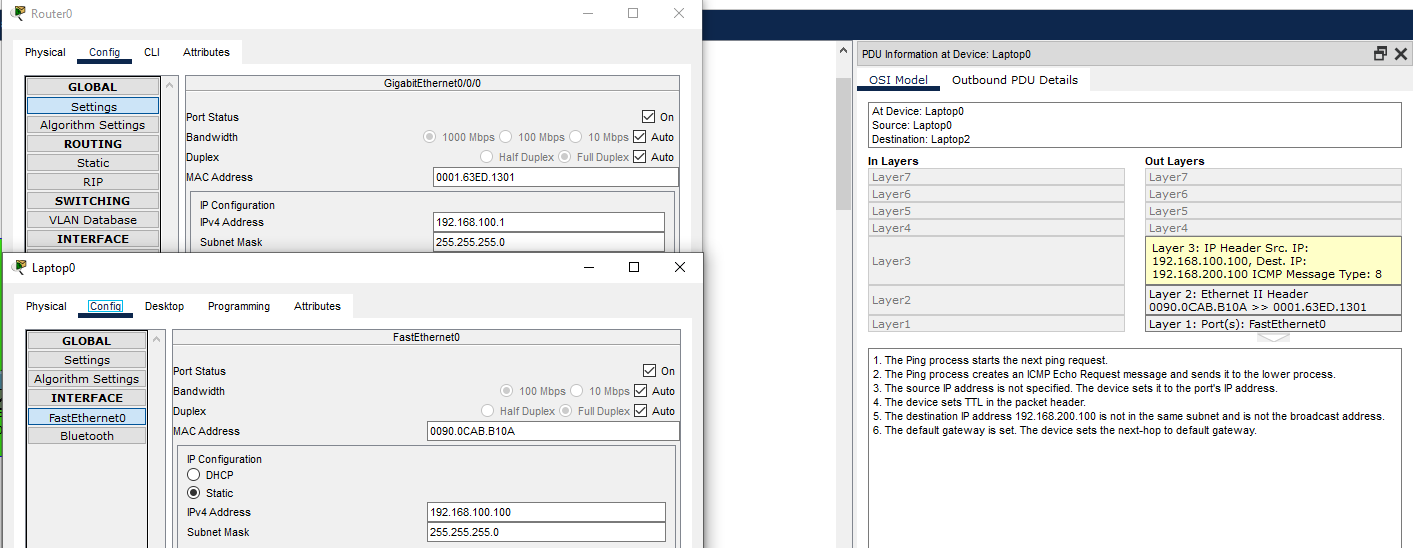 Router0
Physical Config CLI Attributes
GLOBAL
Settings
Algorithm Settings
ROUTING
Static
RIP
SWITCHING
VLAN Database
INTERFACE
GigabitEthernet0/0/0
Port Status On
Bandwidth 1000 Mbps 100 Mbps 10 Mbps Auto
Duplex Half Duplex Full Duplex Auto
MAC Address 0001.63ED.1301
IP Configuration
IPv4 Address 192.168.100.1
Subnet Mask 255.255.255.0
Laptop0
Physical Config Desktop Programming Attributes
GLOBAL
Settings
Algorithm Settings
INTERFACE
FastEthernet0
Bluetooth
FastEthernet0
Port Status On
Bandwidth 100 Mbps 10 Mbps Auto
Duplex Half Duplex Full Duplex Auto
MAC Address 0090.0CAB.B10A
IP Configuration
DHCP
Static
IPv4 Address 192.168.100.100
Subnet Mask 255.255.255.0
PDU Information at Device: Laptop0
OSI Model Outbound PDU Details
At Device: Laptop0
Source: Laptop0
Destination: Laptop2
In Layers
Layer7
Layer6
Layer5
Layer4
Layer3
Layer2
Layer1
Out Layers
Layer7
Layer6
Layer5
Layer4
Layer 3: IP Header Src. IP:
192.168.100.100, Dest. IP:
192.168.200.100 ICMP Message Type: 8
Layer 2: Ethernet II Header
0090.0CAB.B10A >> 0001.63ED.1301
Layer 1: Port(s): FastEthernet0
1. The Ping process starts the next ping request.
2. The Ping process creates an ICMP Echo Request message and sends it to the lower process.
3. The source IP address is not specified. The device sets it to the port's IP address.
4. The device sets TTL in the packet header.
5. The destination IP address 192.168.200.100 is not in the same subnet and is not the broadcast address.
6. The default gateway is set. The device sets the next-hop to default gateway.